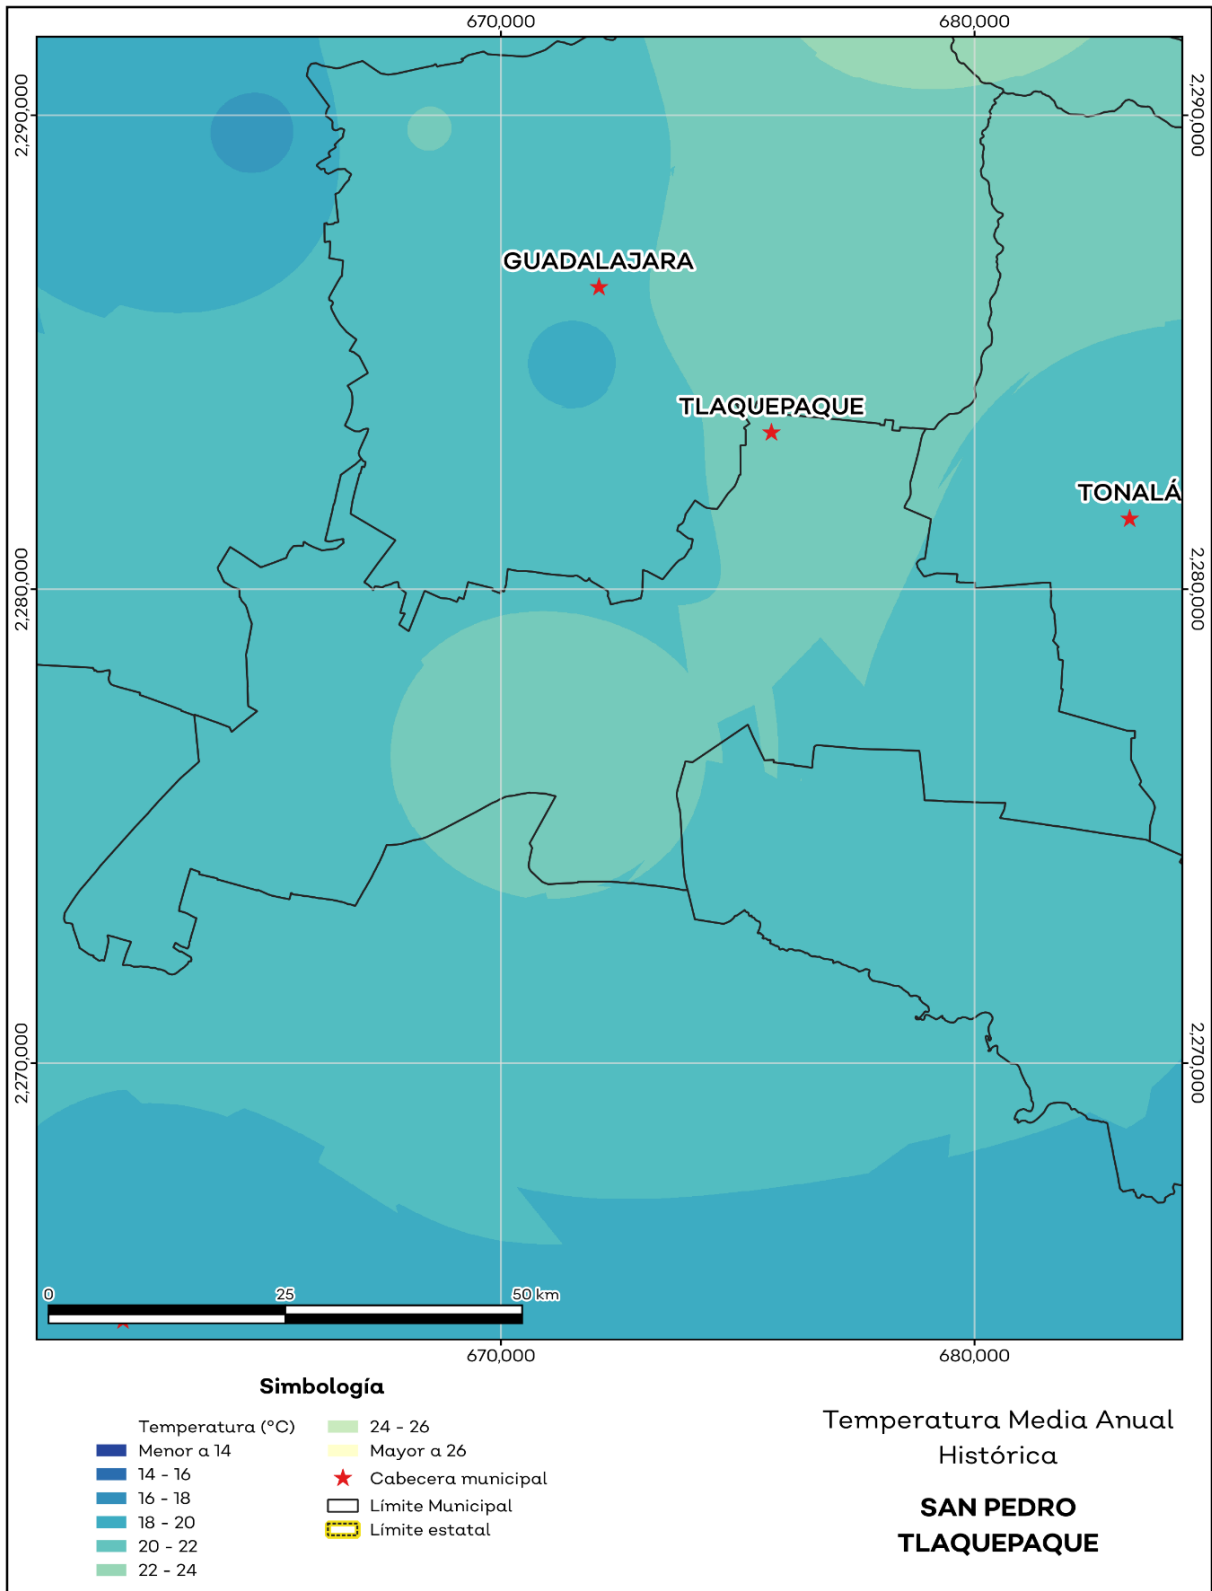 670,000 680,000
2,290,000 2,290,000
GUADALAJARA
TLAQUEPAQUE
TONALÁ
2,280,000 2,280,000
2,270,000 2,270,000
0 25 50 km
670,000 680,000
Simbología
Temperatura (°C)
Menor a 14
14 - 16
16 - 18
18 - 20
20 - 22
22 - 24
24 - 26
Mayor a 26
Cabecera municipal
Límite Municipal
Límite estatal
Temperatura Media Anual
Histórica
SAN PEDRO
TLAQUEPAQUE